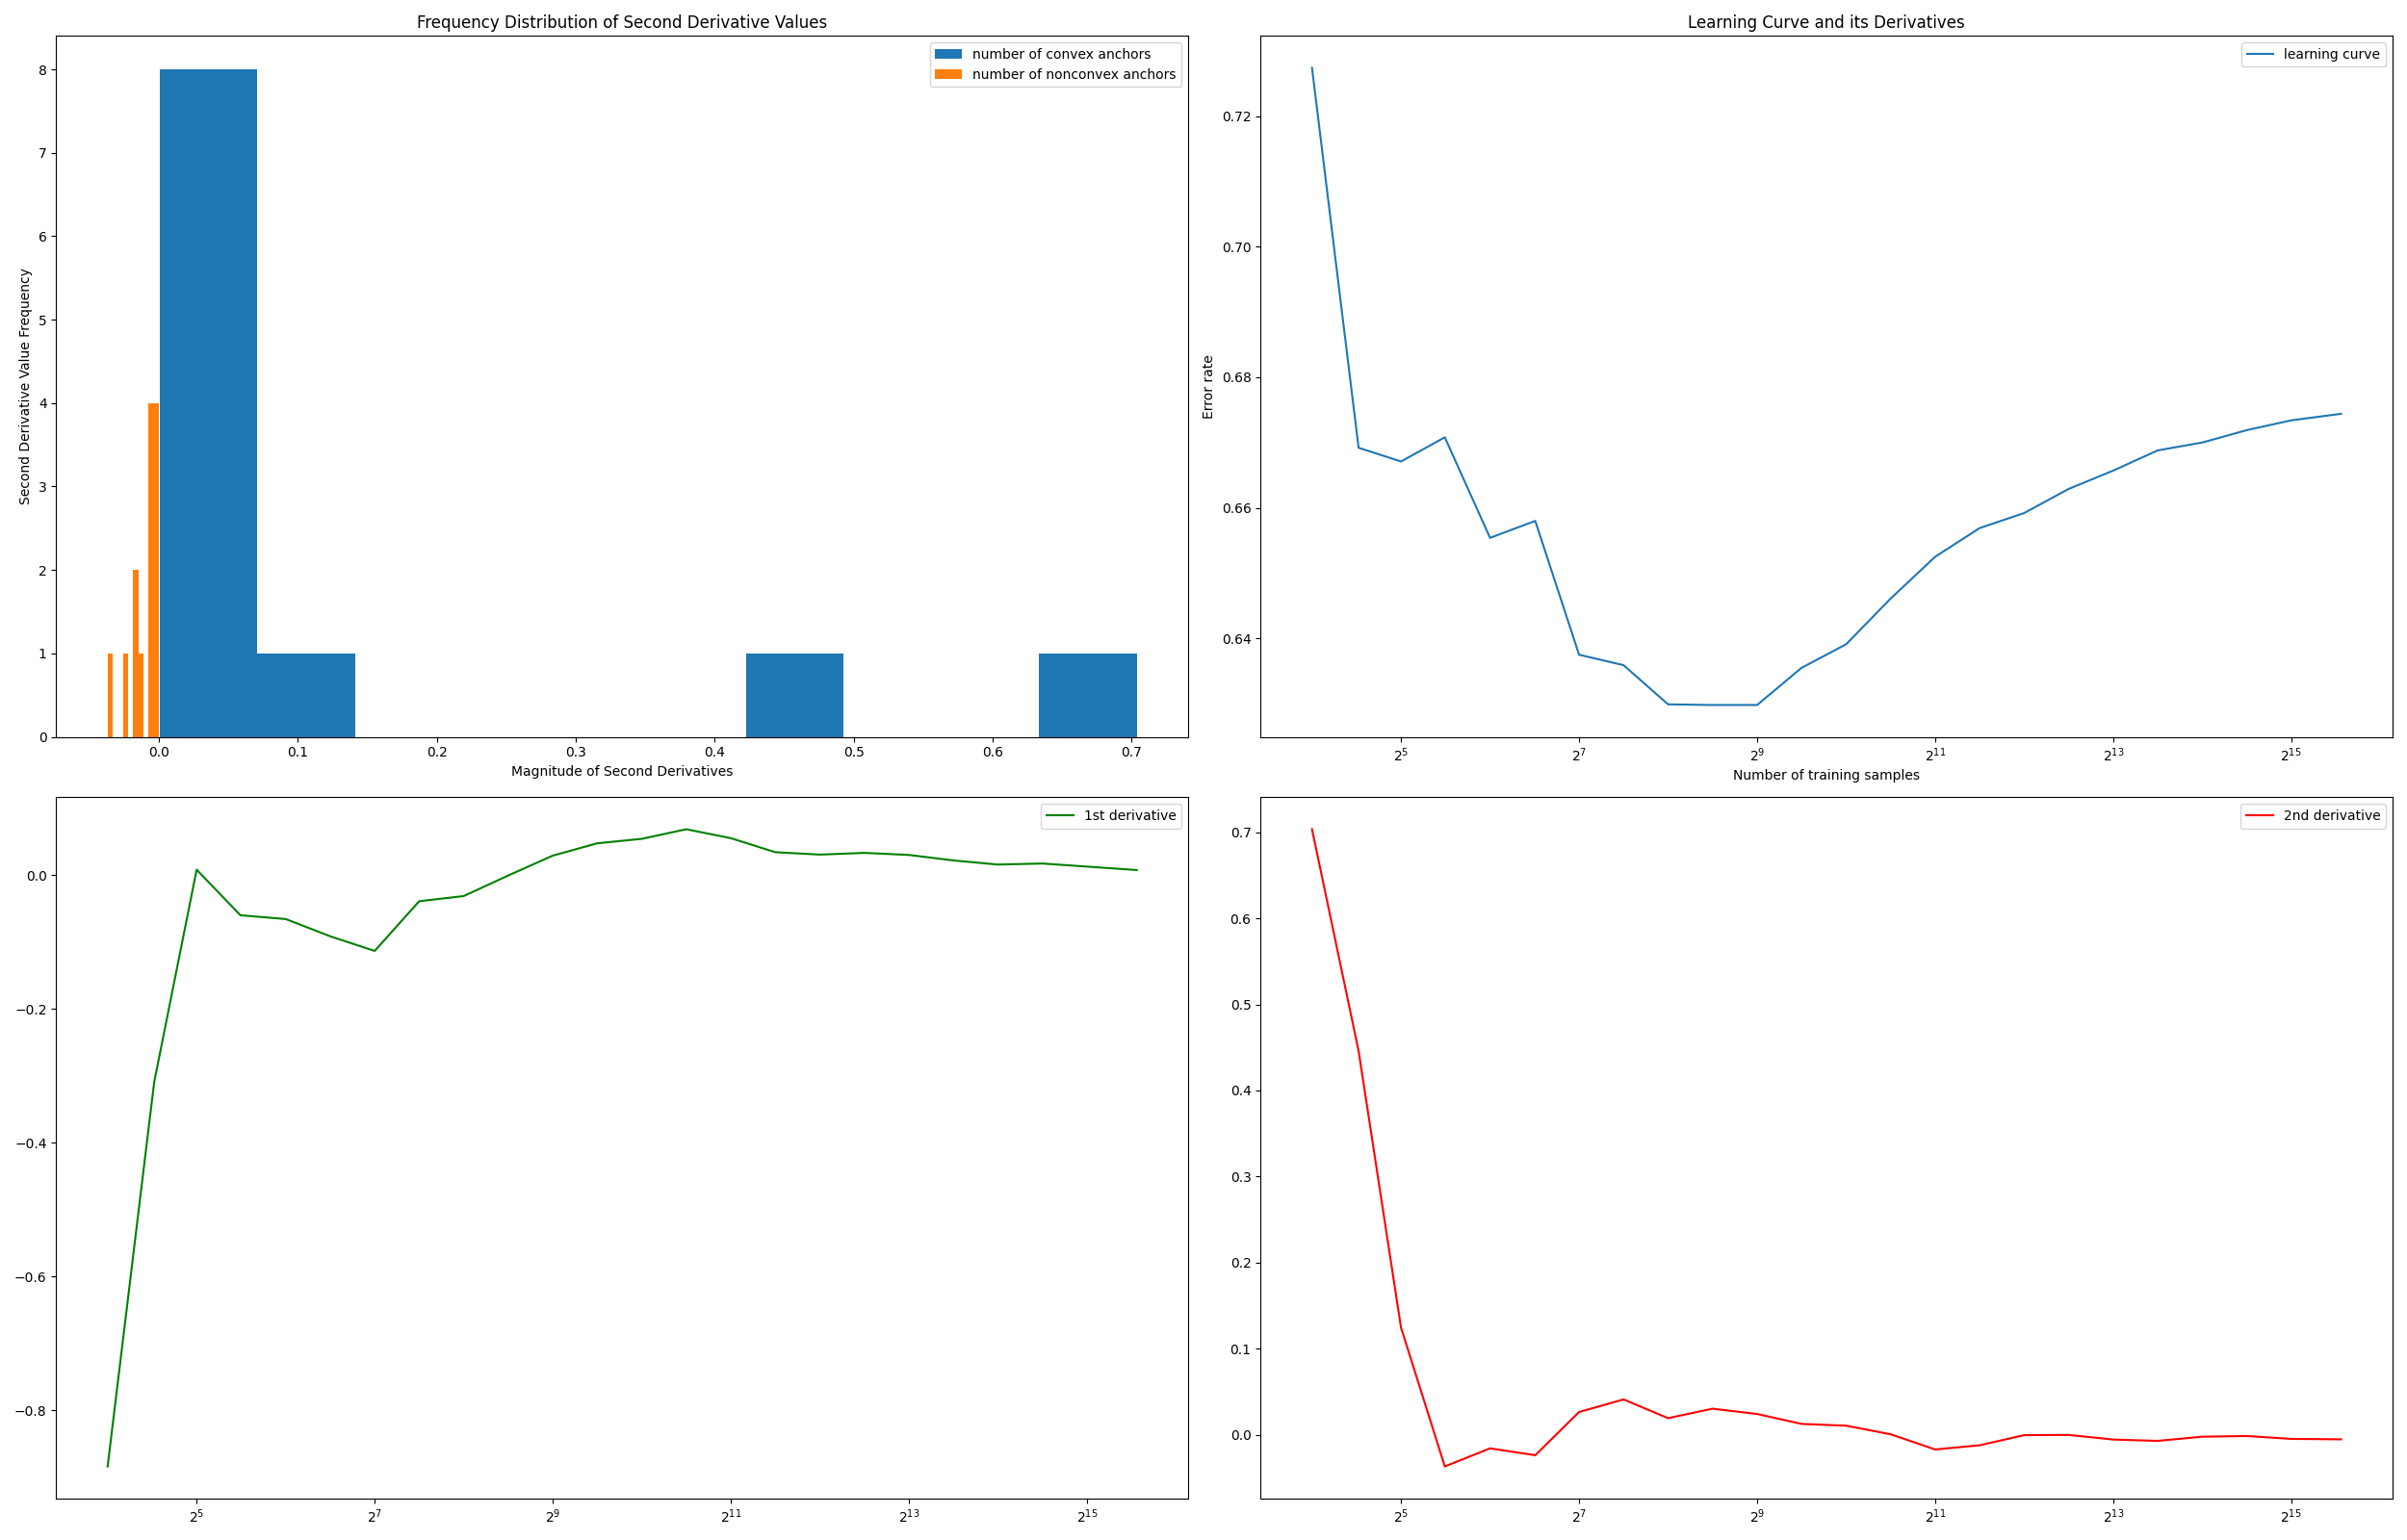 Frequency Distribution of Second Derivative Values
number of convex anchors
number of nonconvex anchors
8
7
6
5
4
3
2
1
0
Second Derivative Value Frequency
0.0 0.1 0.2 0.3 0.4 0.5 0.6 0.7
Magnitude of Second Derivatives
Learning Curve and its Derivatives
learning curve
0.72
0.70
0.68
0.66
0.64
Error rate
2^5 2^7 2^9 2^11 2^13 2^15
Number of training samples
1st derivative
0.0
−0.2
−0.4
−0.6
−0.8
2^5 2^7 2^9 2^11 2^13 2^15
2nd derivative
0.7
0.6
0.5
0.4
0.3
0.2
0.1
0.0
2^5 2^7 2^9 2^11 2^13 2^15